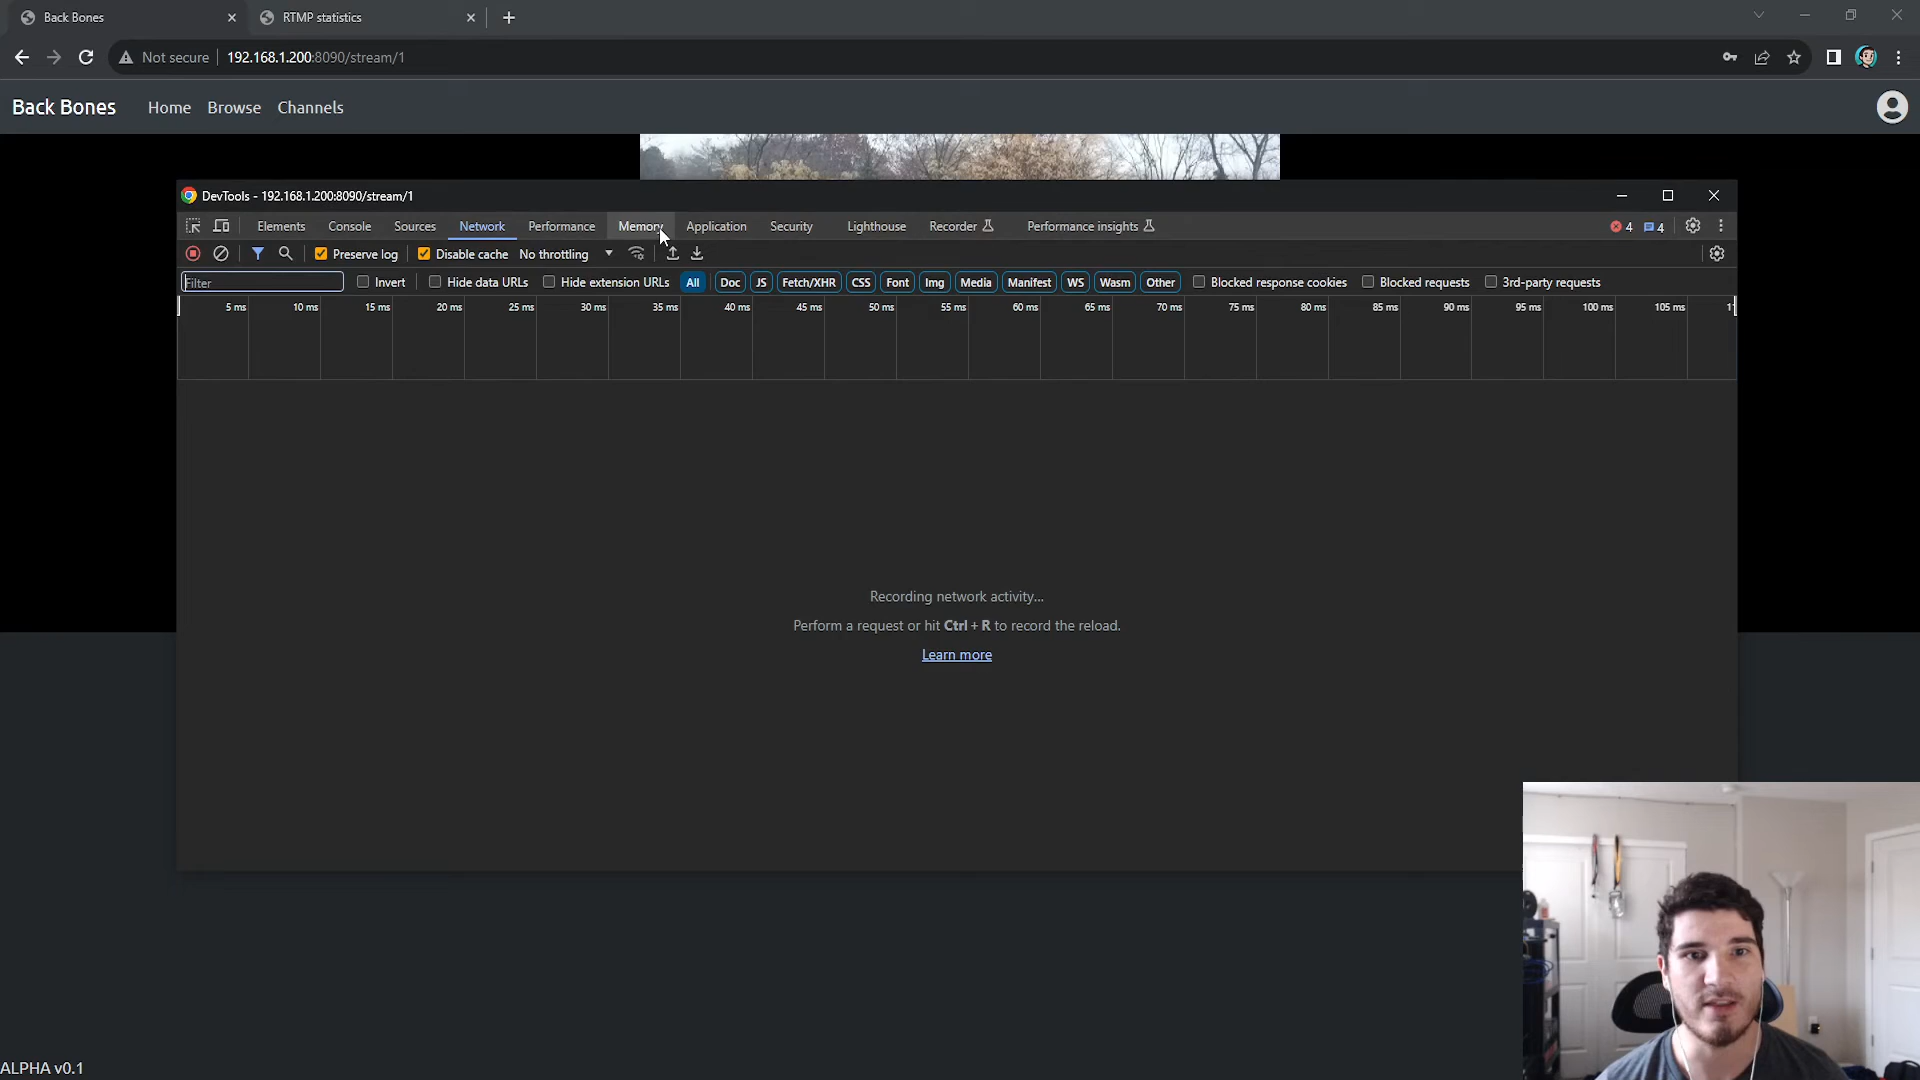 Back Bones
RTMP statistics
Not secure
192.168.1.200:8090/stream/1
Back Bones Home Browse Channels
DevTools - 192.168.1.200:8090/stream/1
Elements Console Sources Network Performance Memory Application Security Lighthouse Recorder Performance insights 4 4
Preserve log Disable cache No throttling
Filter Invert Hide data URLs Hide extension URLs All Doc JS Fetch/XHR CSS Font Img Media Manifest WS Wasm Other Blocked response cookies Blocked requests 3rd-party requests
5 ms 10 ms 15 ms 20 ms 25 ms 30 ms 35 ms 40 ms 45 ms 50 ms 55 ms 60 ms 65 ms 70 ms 75 ms 80 ms 85 ms 90 ms 95 ms 100 ms 105 ms
Recording network activity...
Perform a request or hit Ctrl + R to record the reload.
Learn more
ALPHA v0.1